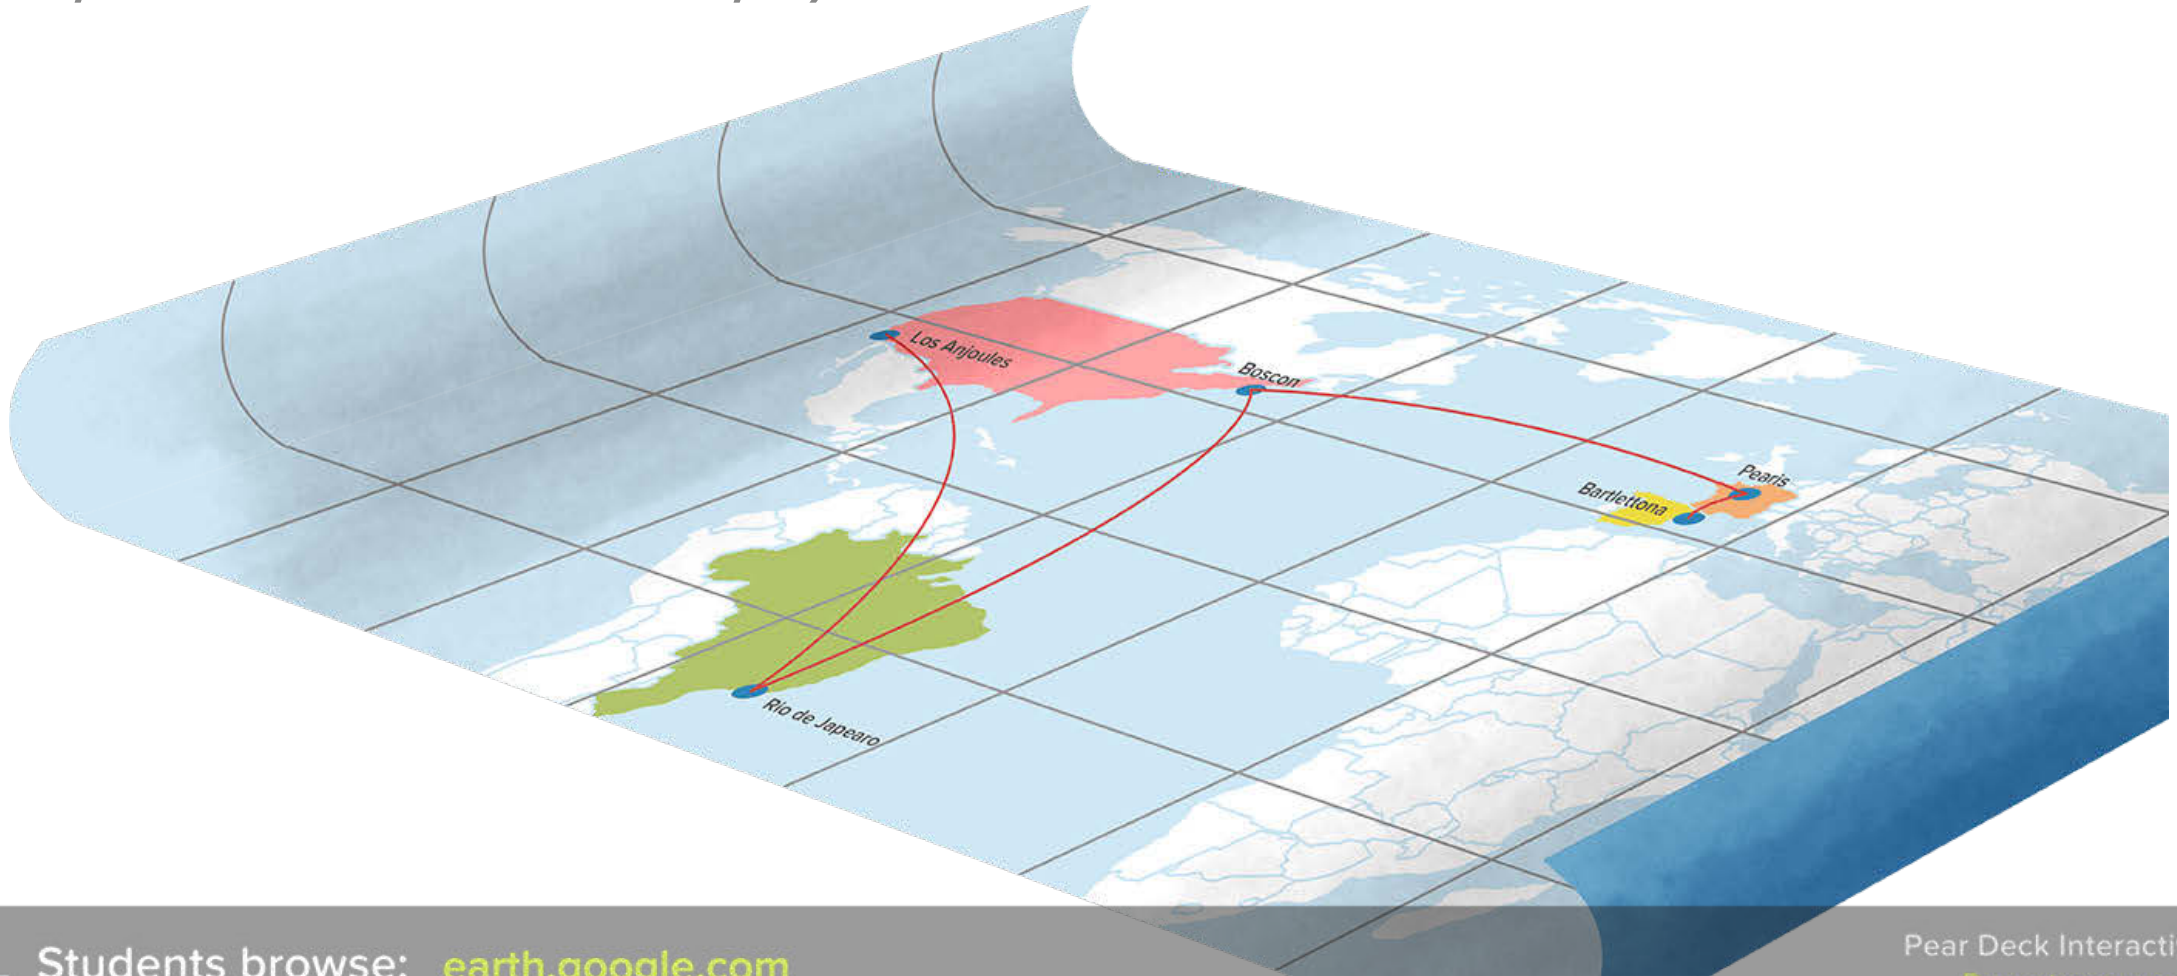 Los Anjoules
Boscon
Pearis
Bartlettona
Rio de Japearo
Students browse: earth.google.com
Pear Deck Interacti